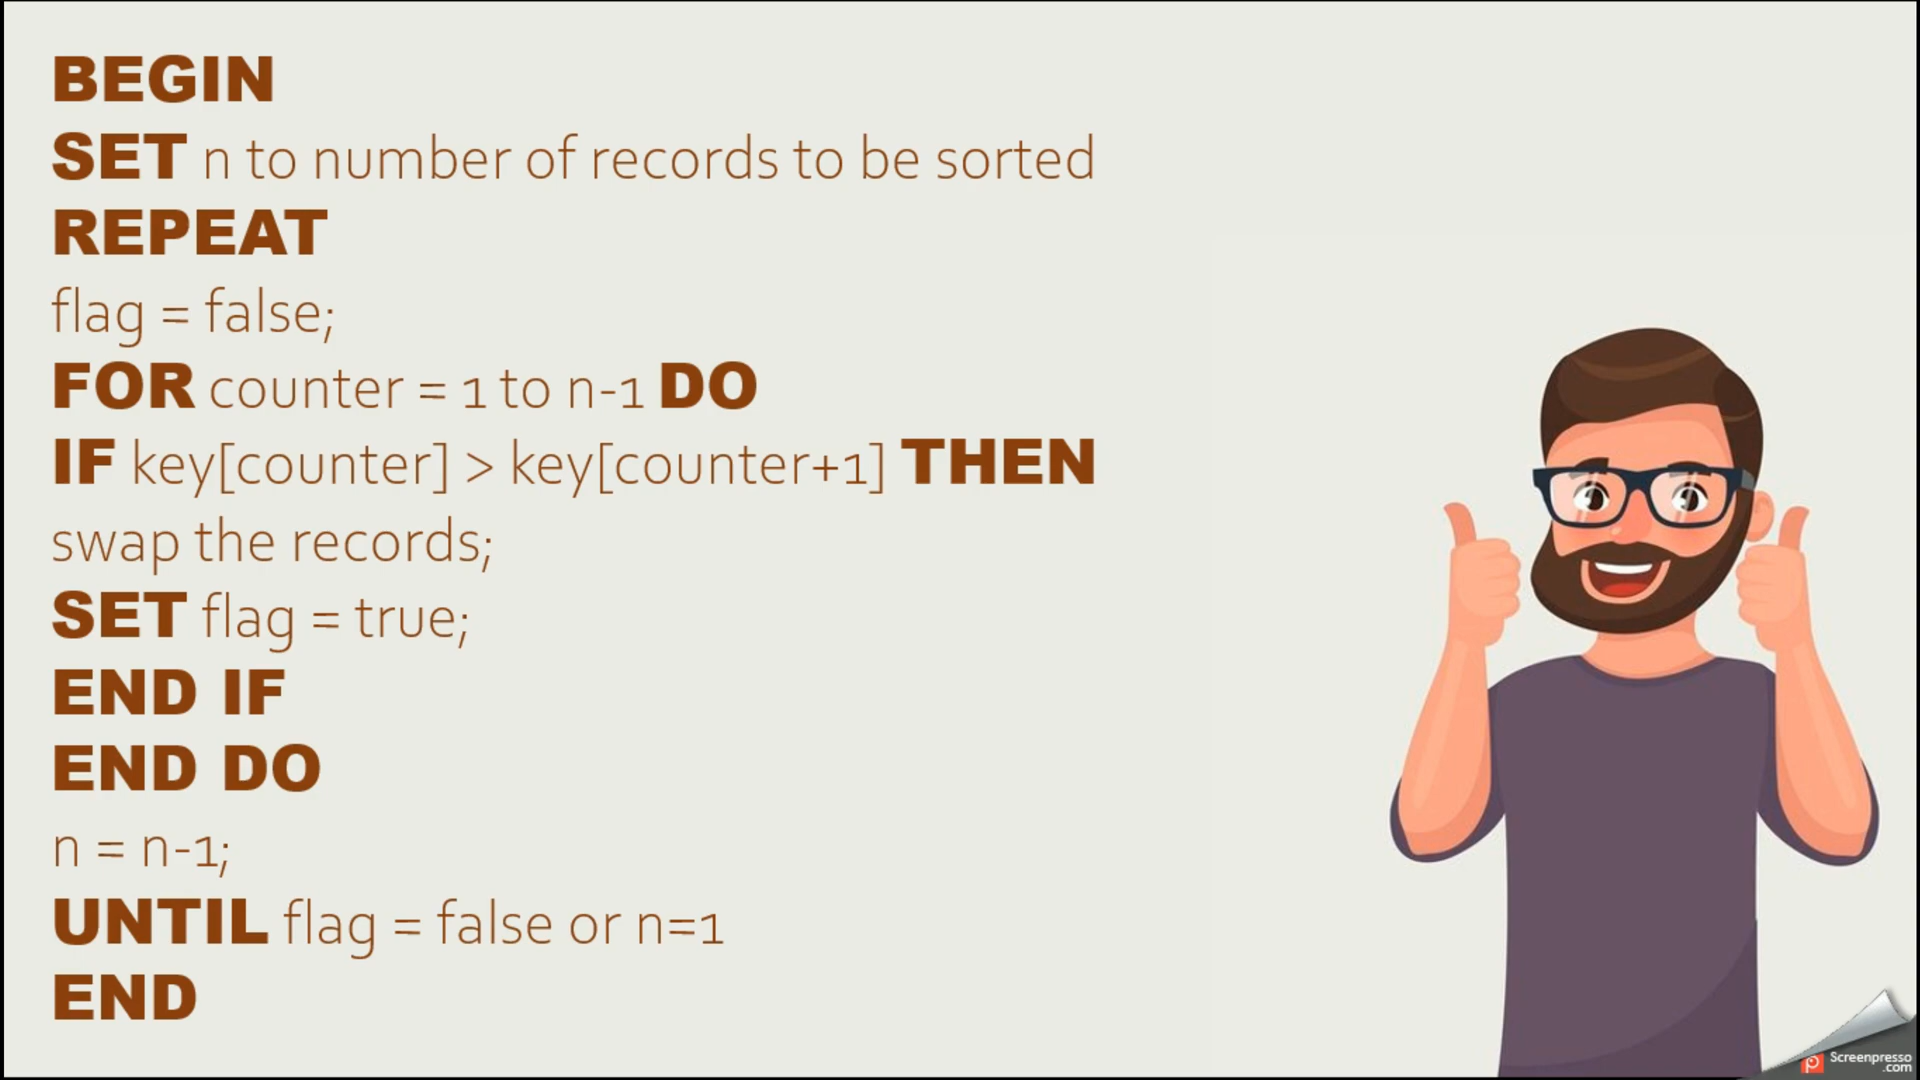 BEGIN
SET n to number of records to be sorted
REPEAT
flag = false;
FOR counter = 1 to n-1 DO
IF key[counter] > key[counter+1] THEN
swap the records;
SET flag = true;
END IF
END DO
n = n-1;
UNTIL flag = false or n=1
END
Screenpresso
.com